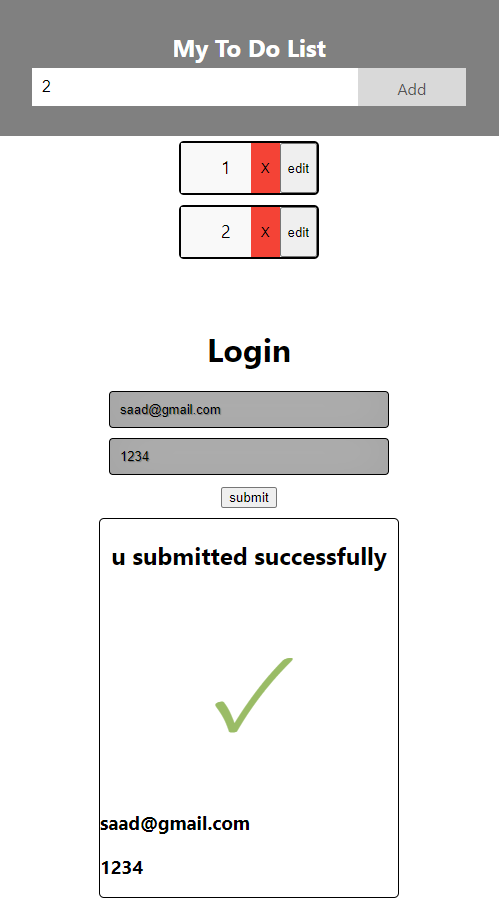 My To Do List
2 Add
1 X edit
2 X edit
Login
saad@gmail.com
1234
submit
u submitted successfully
saad@gmail.com
1234